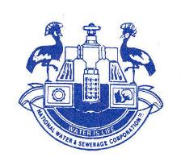 WATER IS LIFE
NATIONAL WATER & SEWERAGE CORPORATION